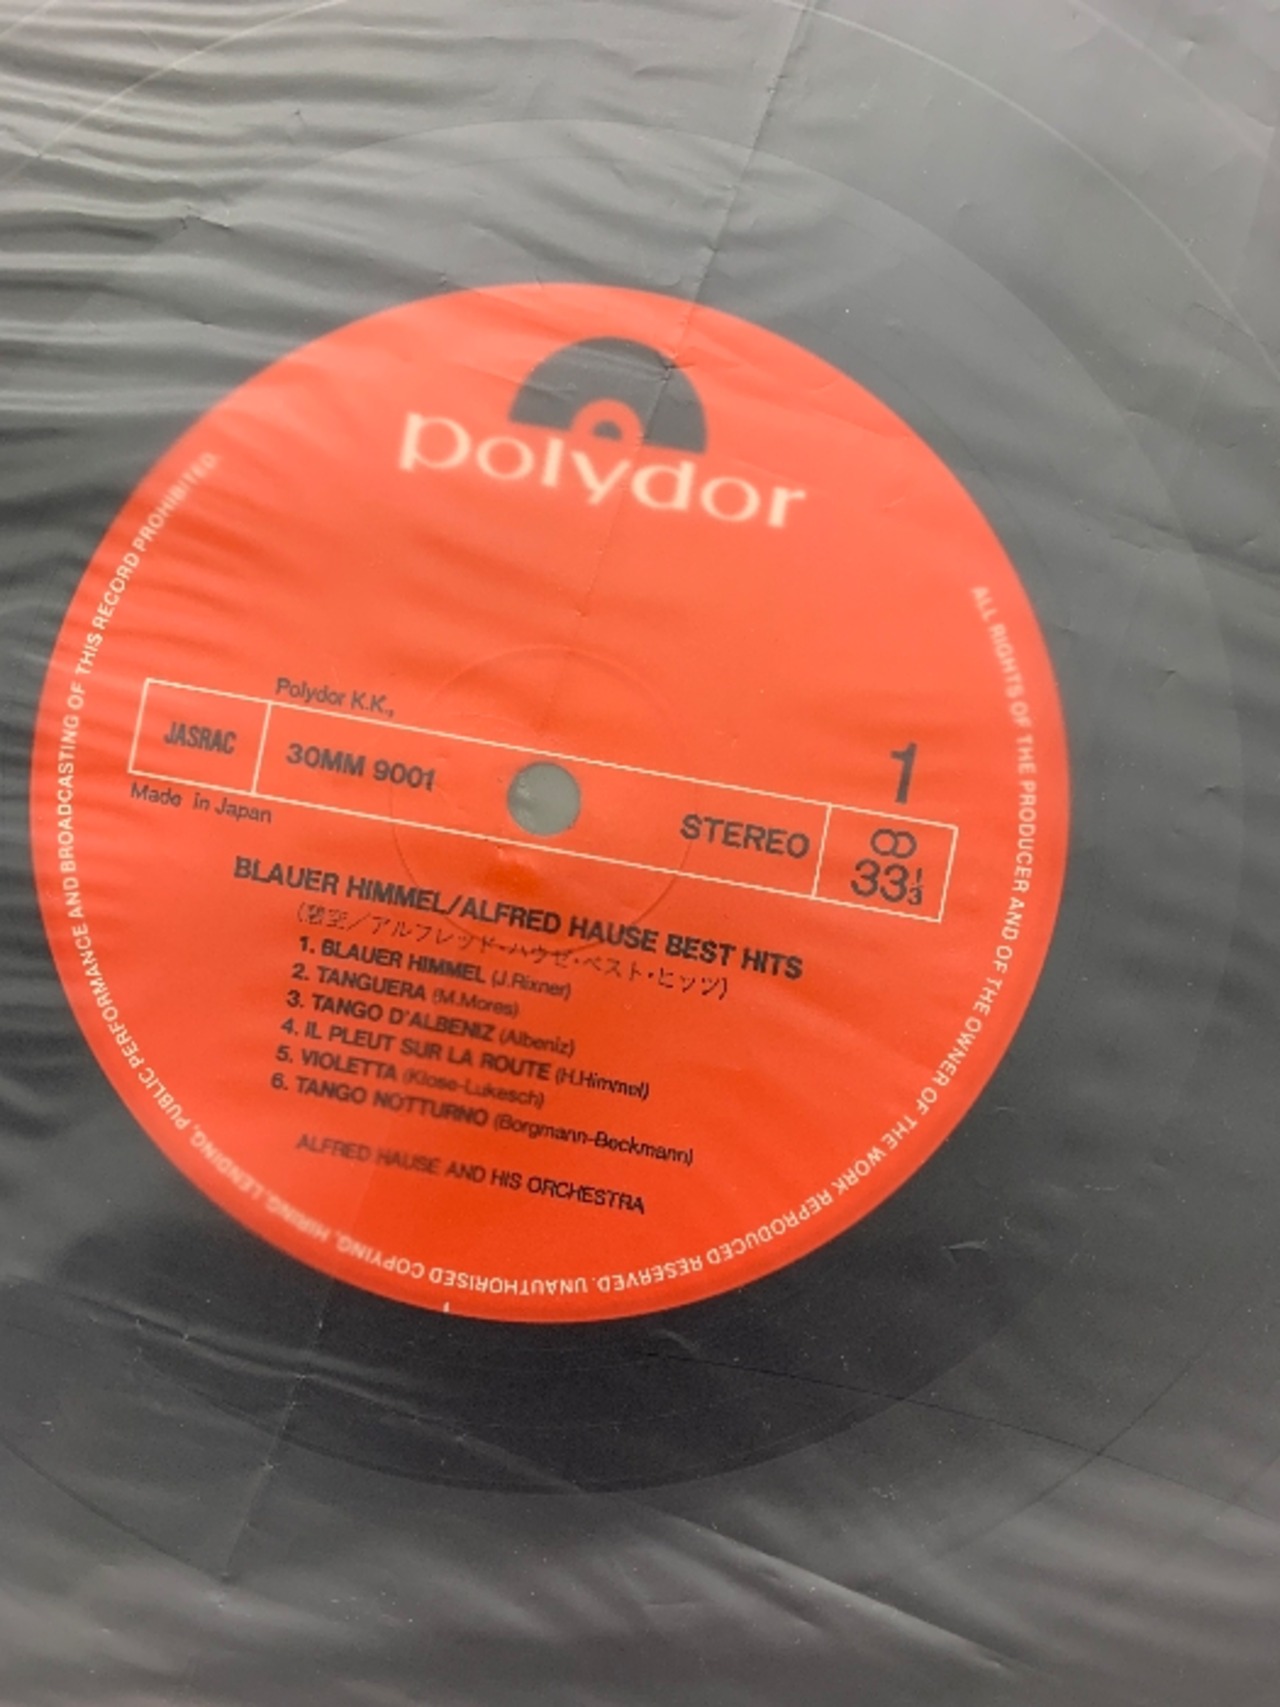 polydor
Polydor K.K.,
JASRAC
30MM 9001
STEREO
1
33 1/3
Made in Japan
BLAUER HIMMEL/ALFRED HAUSE BEST HITS
(碧空／アルフレッド・ハウゼ・ベスト・ヒッツ)
1. BLAUER HIMMEL (J.Rixner)
2. TANGUERA (M.Mores)
3. TANGO D'ALBENIZ (Albeniz)
4. IL PLEUT SUR LA ROUTE (H.Himmel)
5. VIOLETTA (Klose-Lukesch)
6. TANGO NOTTURNO (Borgmann-Beckmann)
ALFRED HAUSE AND HIS ORCHESTRA
ALL RIGHTS OF THE PRODUCER AND OF THE OWNER OF THE WORK REPRODUCED RESERVED. UNAUTHORISED COPYING, HIRING, LENDING, PUBLIC PERFORMANCE AND BROADCASTING OF THIS RECORD PROHIBITED.